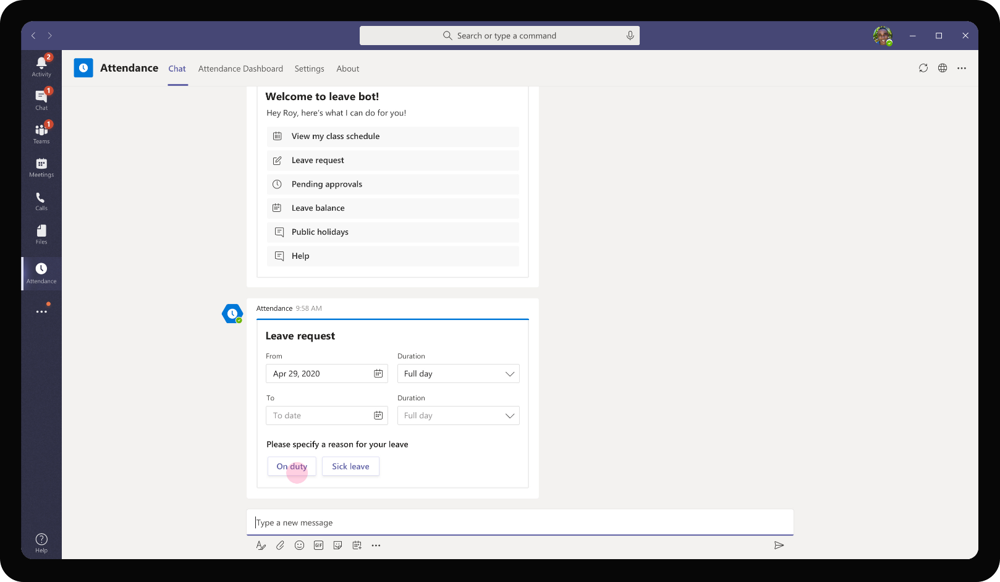 Search or type a command
2
Activity
1
Chat
1
Teams
Meetings
Calls
Files
Attendance
Help
Attendance Chat Attendance Dashboard Settings About
Welcome to leave bot!
Hey Roy, here's what I can do for you!
View my class schedule
Leave request
Pending approvals
Leave balance
Public holidays
Help
Attendance 9:58 AM
Leave request
From Duration
Apr 29, 2020 Full day
To Duration
To date Full day
Please specify a reason for your leave
On duty Sick leave
Type a new message
GIF